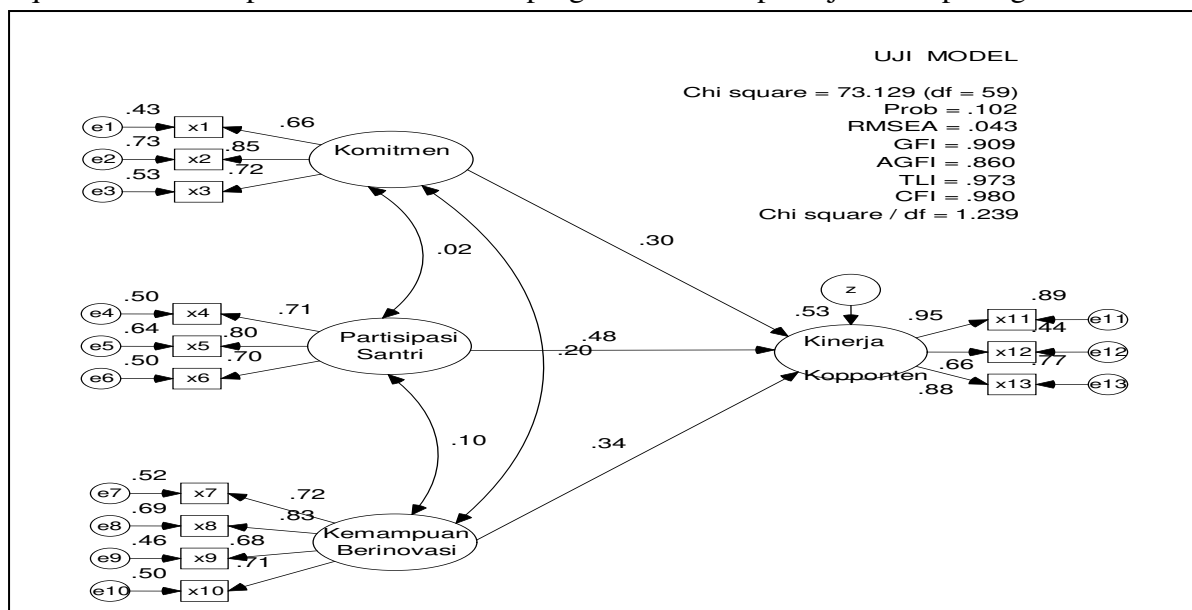 UJI MODEL
Chi square = 73.129 (df = 59)
Prob = .102
RMSEA = .043
GFI = .909
AGFI = .860
TLI = .973
CFI = .980
Chi square / df = 1.239
.43
e1
x1
.66
.73
e2
x2
.85
.53
e3
x3
.72
Komitmen
.02
.30
.50
e4
x4
.71
.64
e5
x5
.80
.50
e6
x6
.70
Partisipasi
Santri
.48
.20
.10
.34
.52
e7
x7
.72
.69
e8
x8
.83
.46
e9
x9
.68
.50
e10
x10
.71
Kemampuan
Berinovasi
z
.53
Kinerja
Kopponten
.95
x11
.89
e11
.66
x12
.44
e12
.88
x13
.77
e13